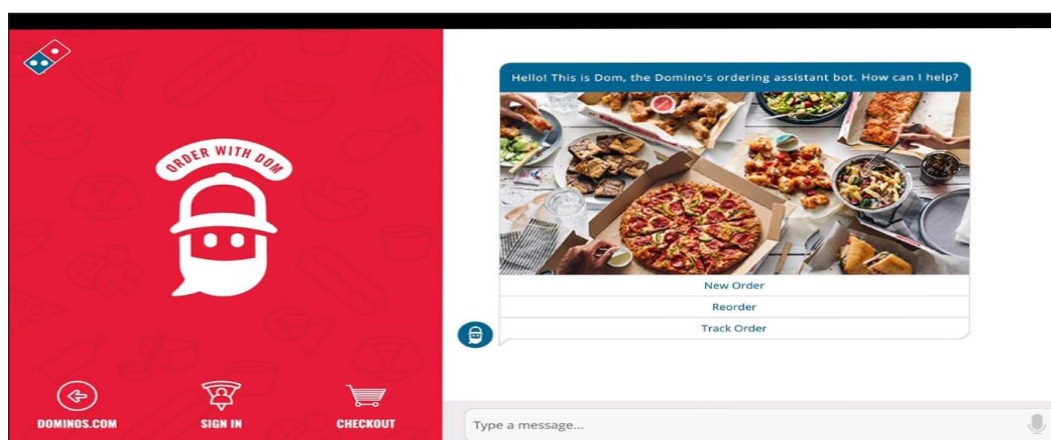 ORDER WITH DOM
DOMINOS.COM
SIGN IN
CHECKOUT
Hello! This is Dom, the Domino's ordering assistant bot. How can I help?
New Order
Reorder
Track Order
Type a message...